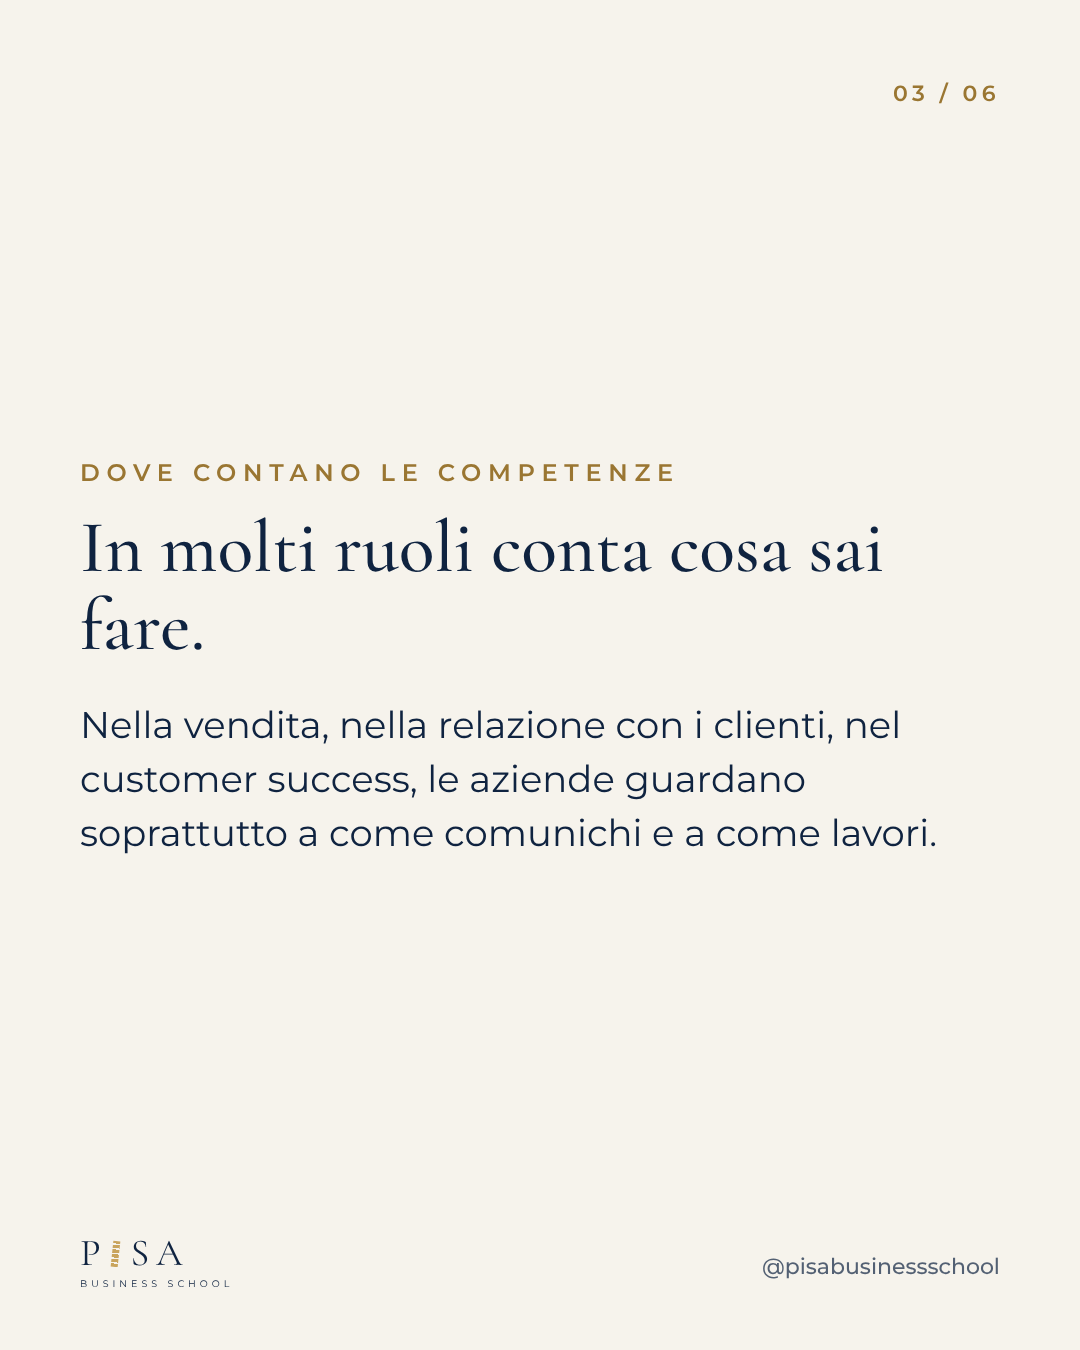 03 / 06
DOVE CONTANO LE COMPETENZE
In molti ruoli conta cosa sai
fare.
Nella vendita, nella relazione con i clienti, nel
customer success, le aziende guardano
soprattutto a come comunichi e a come lavori.
PISA
BUSINESS SCHOOL
@pisabusinessschool